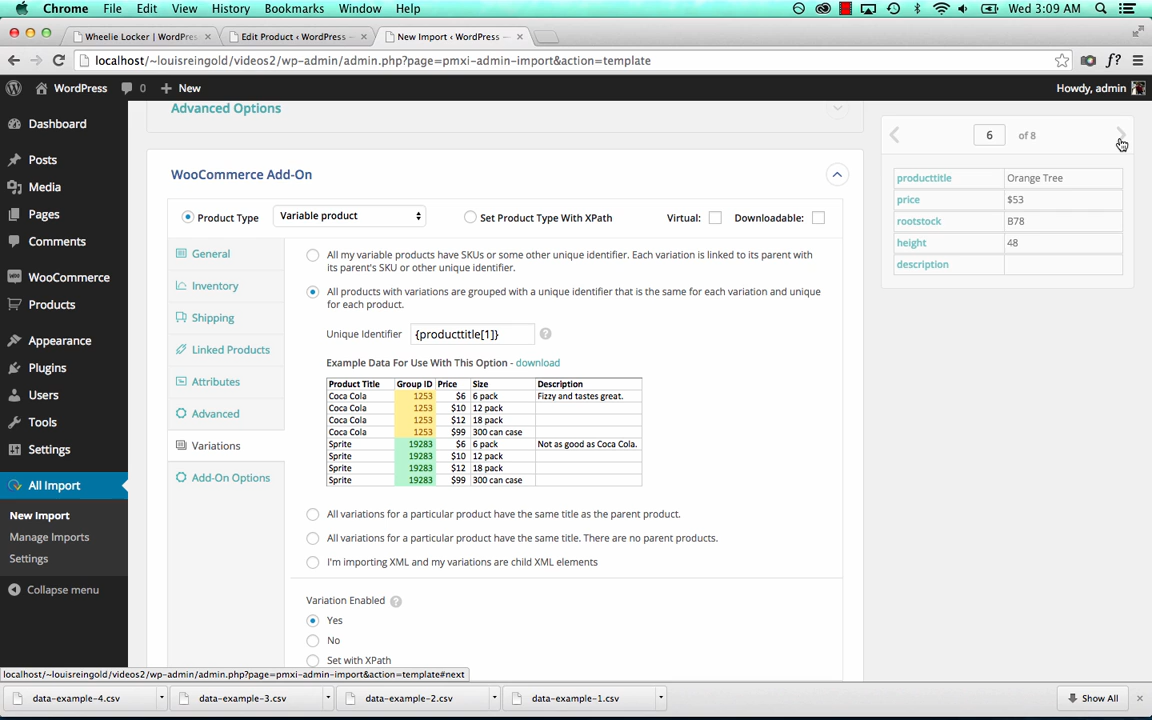 Chrome File Edit View History Bookmarks Window Help Wed 3:09 AM
Wheelie Locker | WordPres Edit Product ‹ WordPress — New Import ‹ WordPress —
localhost/~louisreingold/videos2/wp-admin/admin.php?page=pmxi-admin-import&action=template f?
WordPress 0 + New Howdy, admin
Dashboard
Posts
Media
Pages
Comments
WooCommerce
Products
Appearance
Plugins
Users
Tools
Settings
All Import
New Import
Manage Imports
Settings
Collapse menu
Advanced Options
WooCommerce Add-On
Product Type Variable product Set Product Type With XPath Virtual: Downloadable:
General
Inventory
Shipping
Linked Products
Attributes
Advanced
Variations
Add-On Options
All my variable products have SKUs or some other unique identifier. Each variation is linked to its parent with
its parent's SKU or other unique identifier.
All products with variations are grouped with a unique identifier that is the same for each variation and unique
for each product.
Unique Identifier {producttitle[1]} ?
Example Data For Use With This Option - download
Product Title Group ID Price Size Description
Coca Cola 1253 $6 6 pack Fizzy and tastes great.
Coca Cola 1253 $10 12 pack
Coca Cola 1253 $12 18 pack
Coca Cola 1253 $99 300 can case
Sprite 19283 $6 6 pack Not as good as Coca Cola.
Sprite 19283 $10 12 pack
Sprite 19283 $12 18 pack
Sprite 19283 $99 300 can case
All variations for a particular product have the same title as the parent product.
All variations for a particular product have the same title. There are no parent products.
I'm importing XML and my variations are child XML elements
Variation Enabled ?
Yes
No
Set with XPath
6 of 8
producttitle Orange Tree
price $53
rootstock B78
height 48
description
localhost/~louisreingold/videos2/wp-admin/admin.php?page=pmxi-admin-import&action=template#next
data-example-4.csv data-example-3.csv data-example-2.csv data-example-1.csv Show All